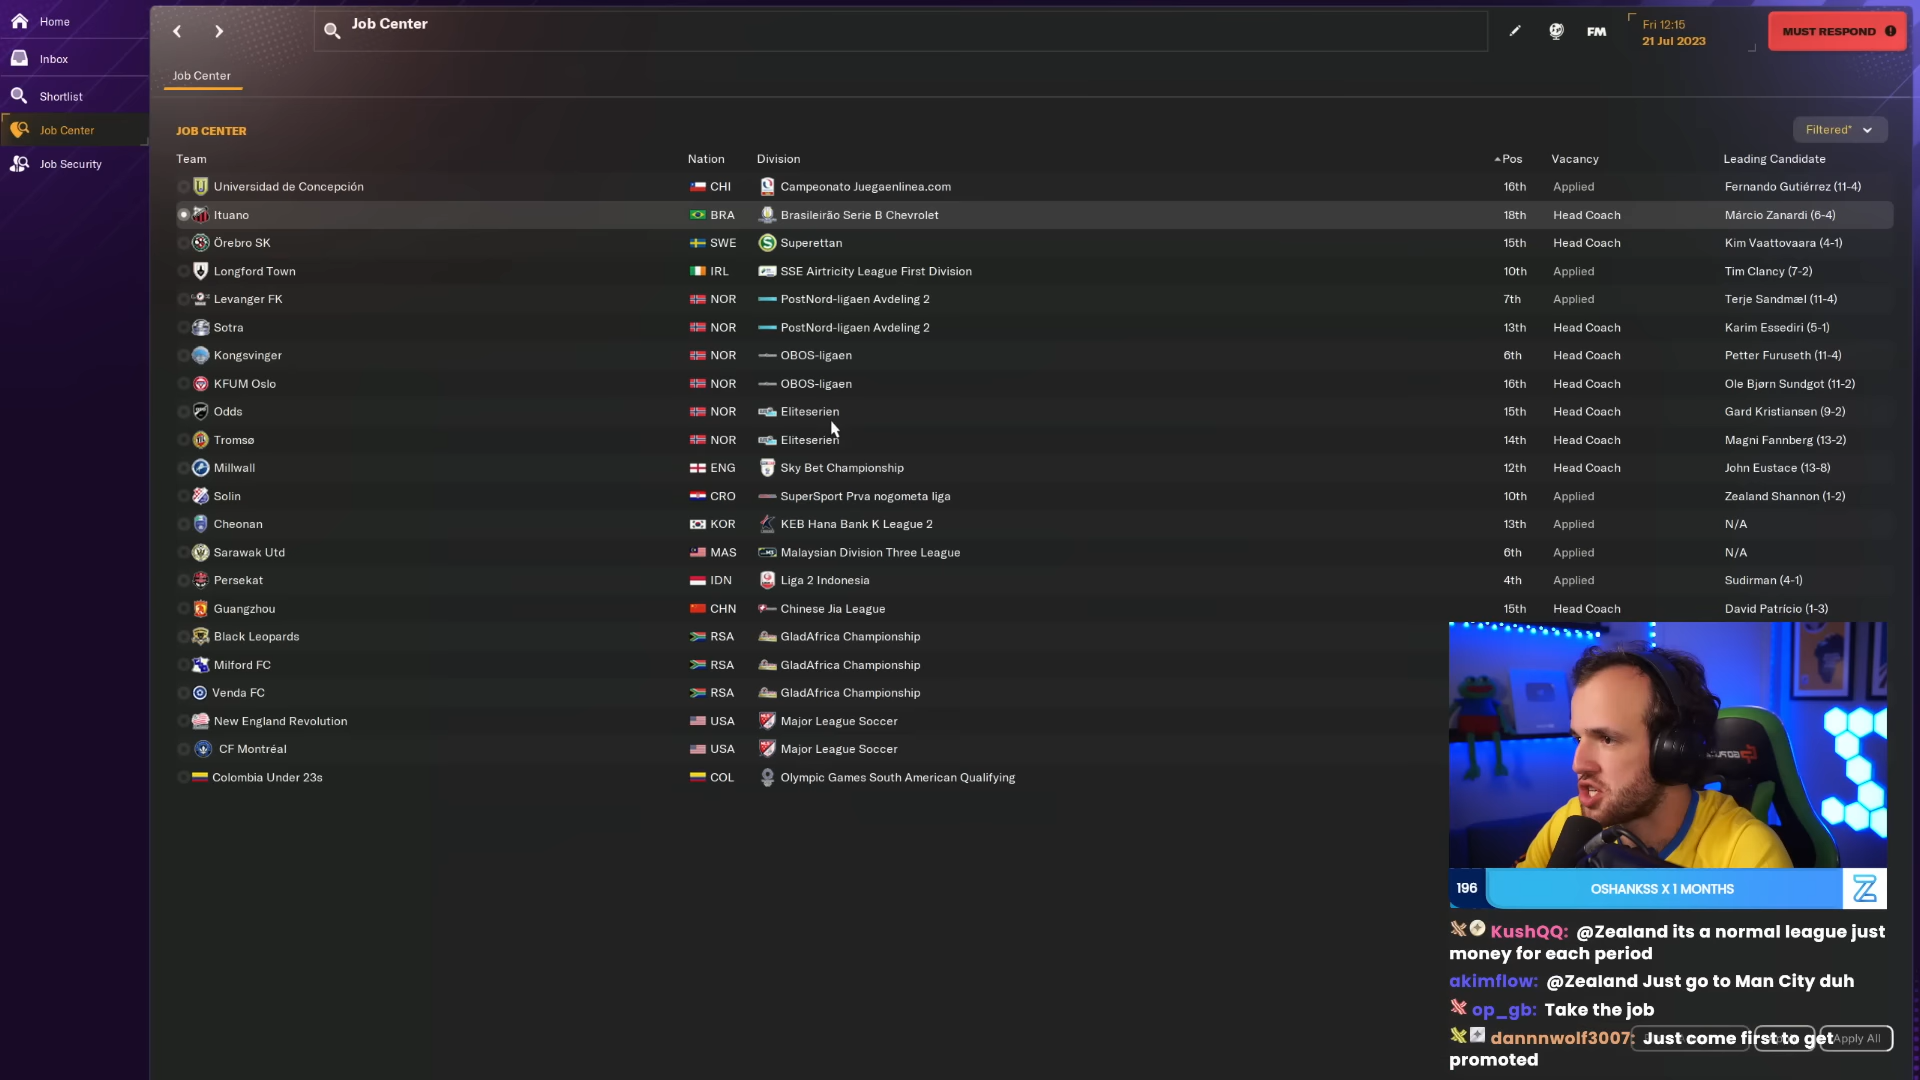 Home
Inbox
Shortlist
Job Center
Job Security
Job Center
FM
Fri 12:15
21 Jul 2023
MUST RESPOND
Job Center
JOB CENTER
Filtered*
Team Nation Division Pos Vacancy Leading Candidate
Universidad de Concepción CHI Campeonato Juegaenlinea.com 16th Applied Fernando Gutiérrez (11-4)
Ituano BRA Brasileirão Serie B Chevrolet 18th Head Coach Márcio Zanardi (6-4)
Örebro SK SWE Superettan 15th Head Coach Kim Vaattovaara (4-1)
Longford Town IRL SSE Airtricity League First Division 10th Applied Tim Clancy (7-2)
Levanger FK NOR PostNord-ligaen Avdeling 2 7th Applied Terje Sandmæl (11-4)
Sotra NOR PostNord-ligaen Avdeling 2 13th Head Coach Karim Essediri (5-1)
Kongsvinger NOR OBOS-ligaen 6th Head Coach Petter Furuseth (11-4)
KFUM Oslo NOR OBOS-ligaen 16th Head Coach Ole Bjørn Sundgot (11-2)
Odds NOR Eliteserien 15th Head Coach Gard Kristiansen (9-2)
Tromsø NOR Eliteserien 14th Head Coach Magni Fannberg (13-2)
Millwall ENG Sky Bet Championship 12th Head Coach John Eustace (13-8)
Solin CRO SuperSport Prva nogometa liga 10th Applied Zealand Shannon (1-2)
Cheonan KOR KEB Hana Bank K League 2 13th Applied N/A
Sarawak Utd MAS Malaysian Division Three League 6th Applied N/A
Persekat IDN Liga 2 Indonesia 4th Applied Sudirman (4-1)
Guangzhou CHN Chinese Jia League 15th Head Coach David Patrício (1-3)
Black Leopards RSA GladAfrica Championship
Milford FC RSA GladAfrica Championship
Venda FC RSA GladAfrica Championship
New England Revolution USA Major League Soccer
CF Montréal USA Major League Soccer
Colombia Under 23s COL Olympic Games South American Qualifying
196 OSHANKSS X 1 MONTHS Z
KushQQ: @Zealand its a normal league just
money for each period
akimflow: @Zealand Just go to Man City duh
op_gb: Take the job
dannnwolf3007: Just come first to get
promoted
Apply All